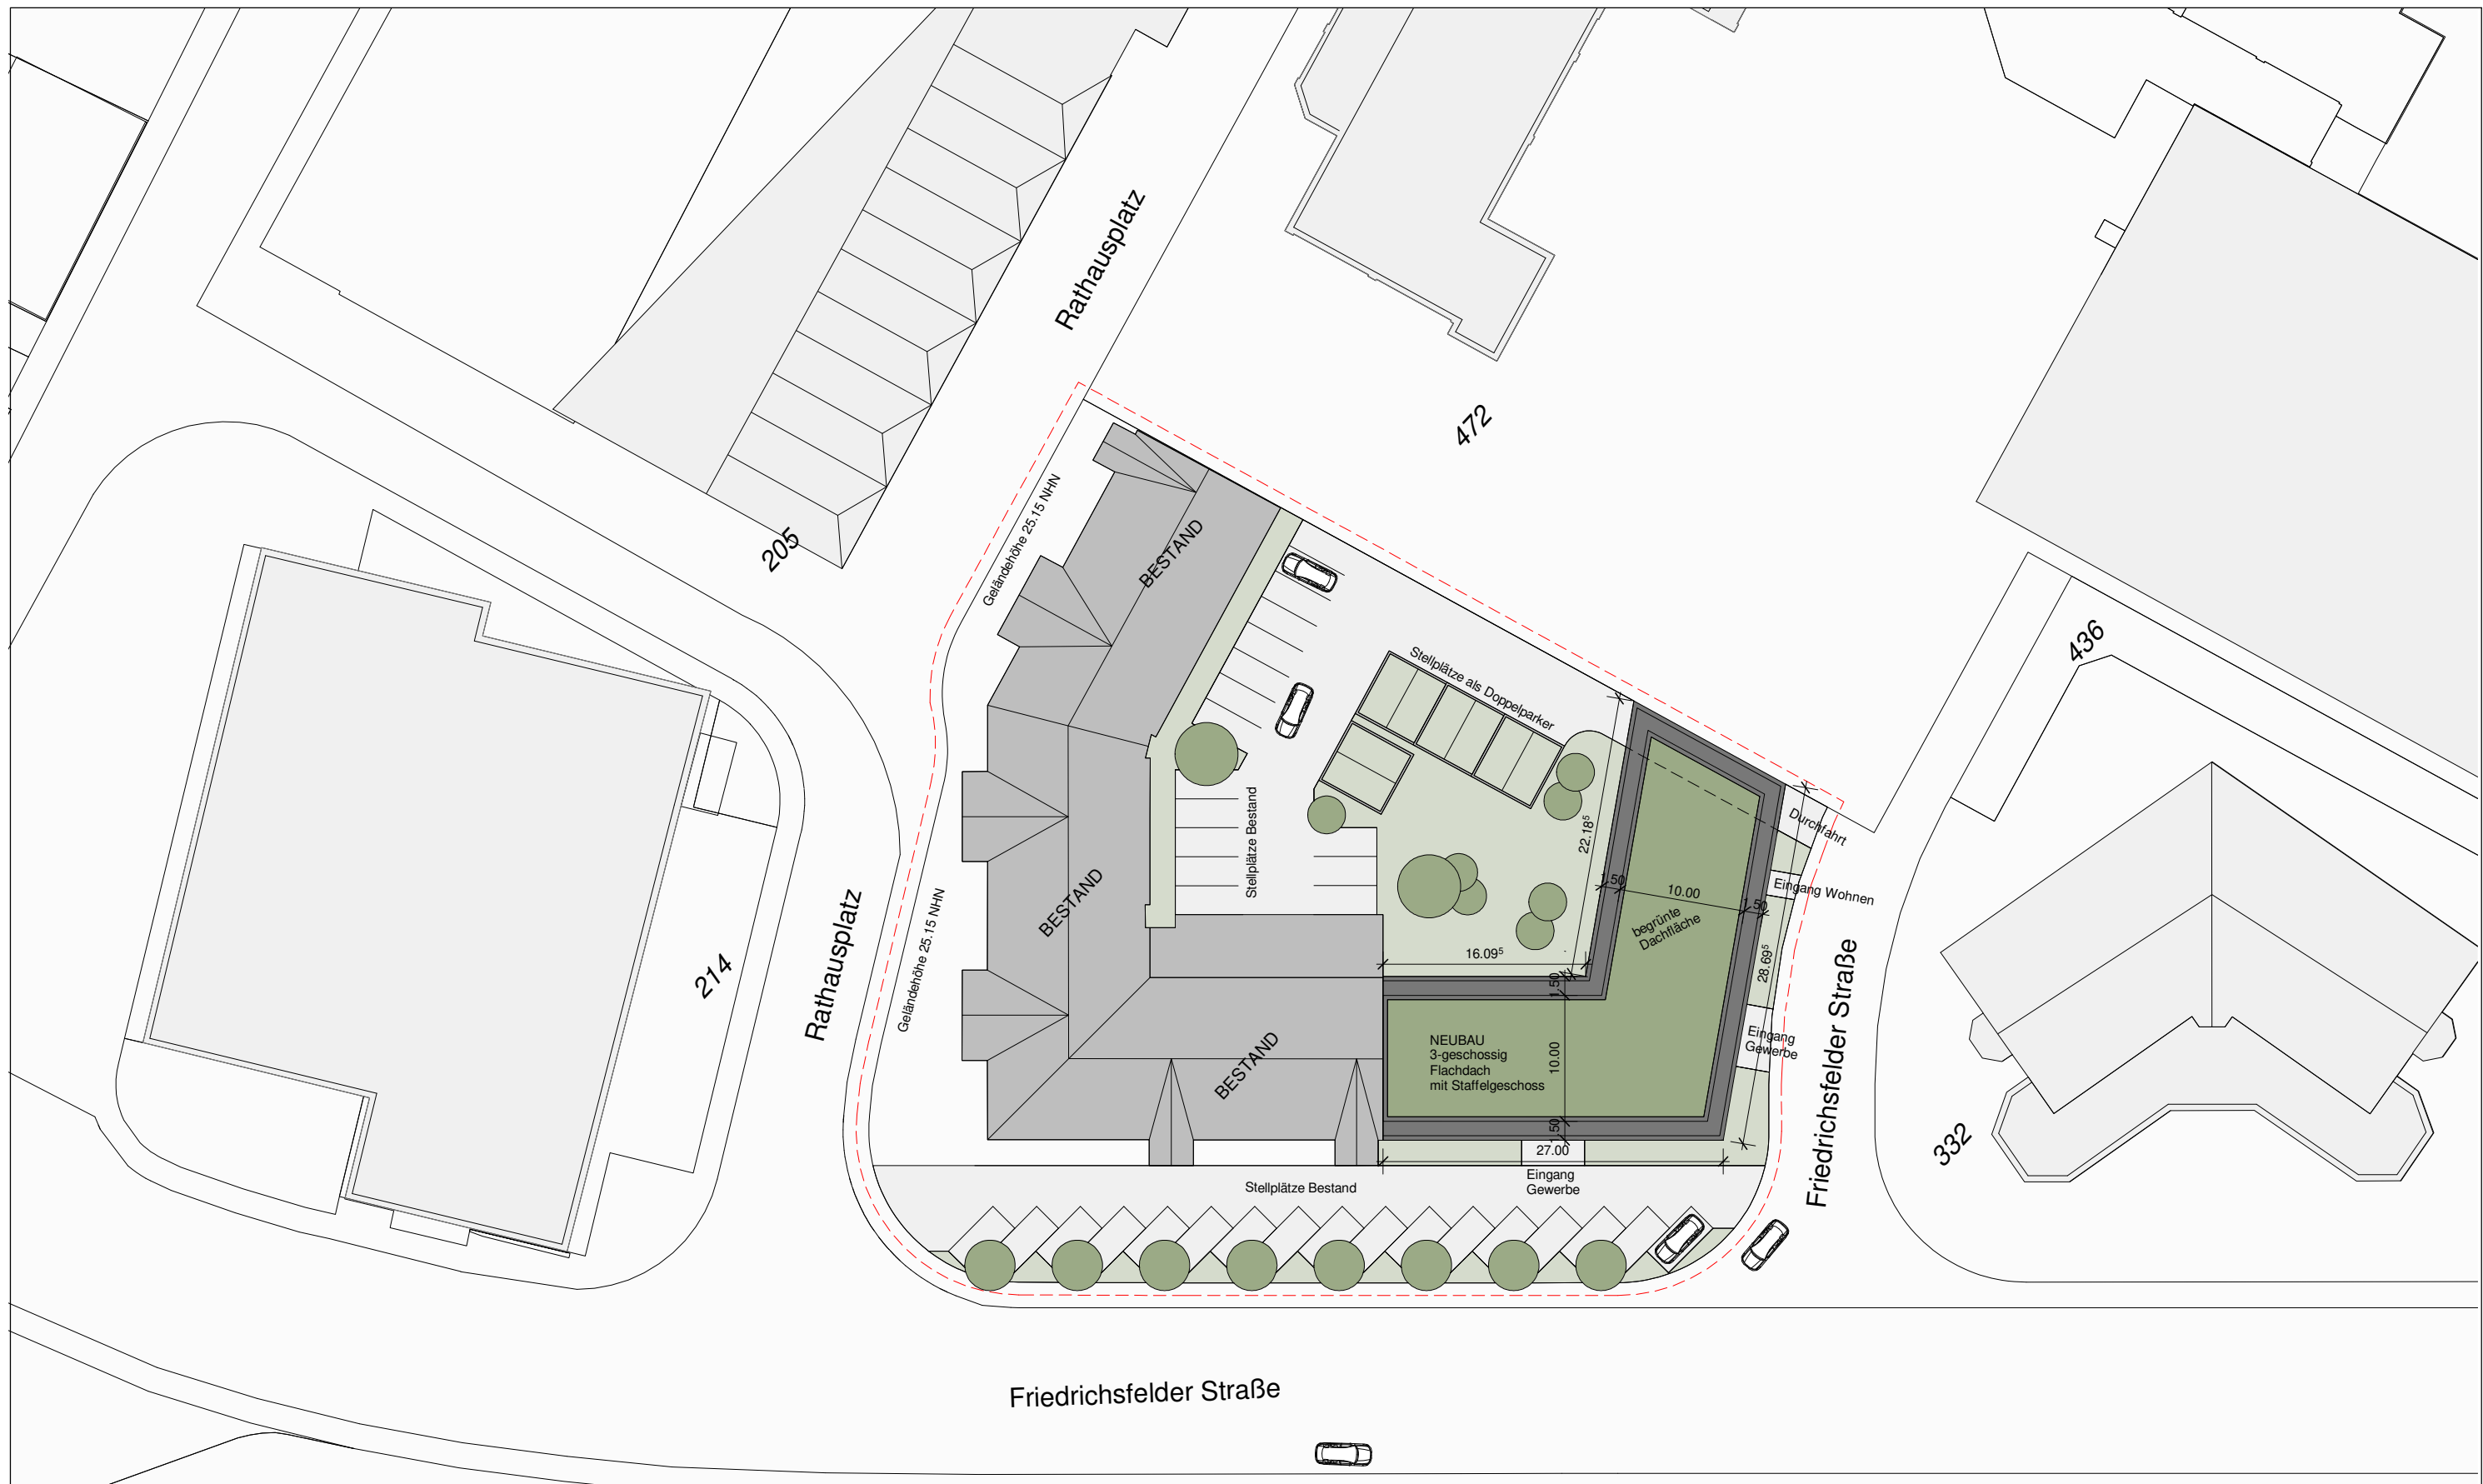 Rathausplatz
472
205
Geländehöhe 25.15 NHN
BESTAND
436
Stellplätze als Doppelparker
Durchfahrt
22.18⁵
Stellplätze Bestand
1.50
10.00
1.50
Eingang Wohnen
begrünte
Dachfläche
BESTAND
Geländehöhe 25.15 NHN
Rathausplatz
214
16.09⁵
28.69⁵
Friedrichsfelder Straße
1.50
NEUBAU
3-geschossig
Flachdach
mit Staffelgeschoss
10.00
Eingang
Gewerbe
BESTAND
332
1.50
27.00
Eingang
Gewerbe
Stellplätze Bestand
Friedrichsfelder Straße